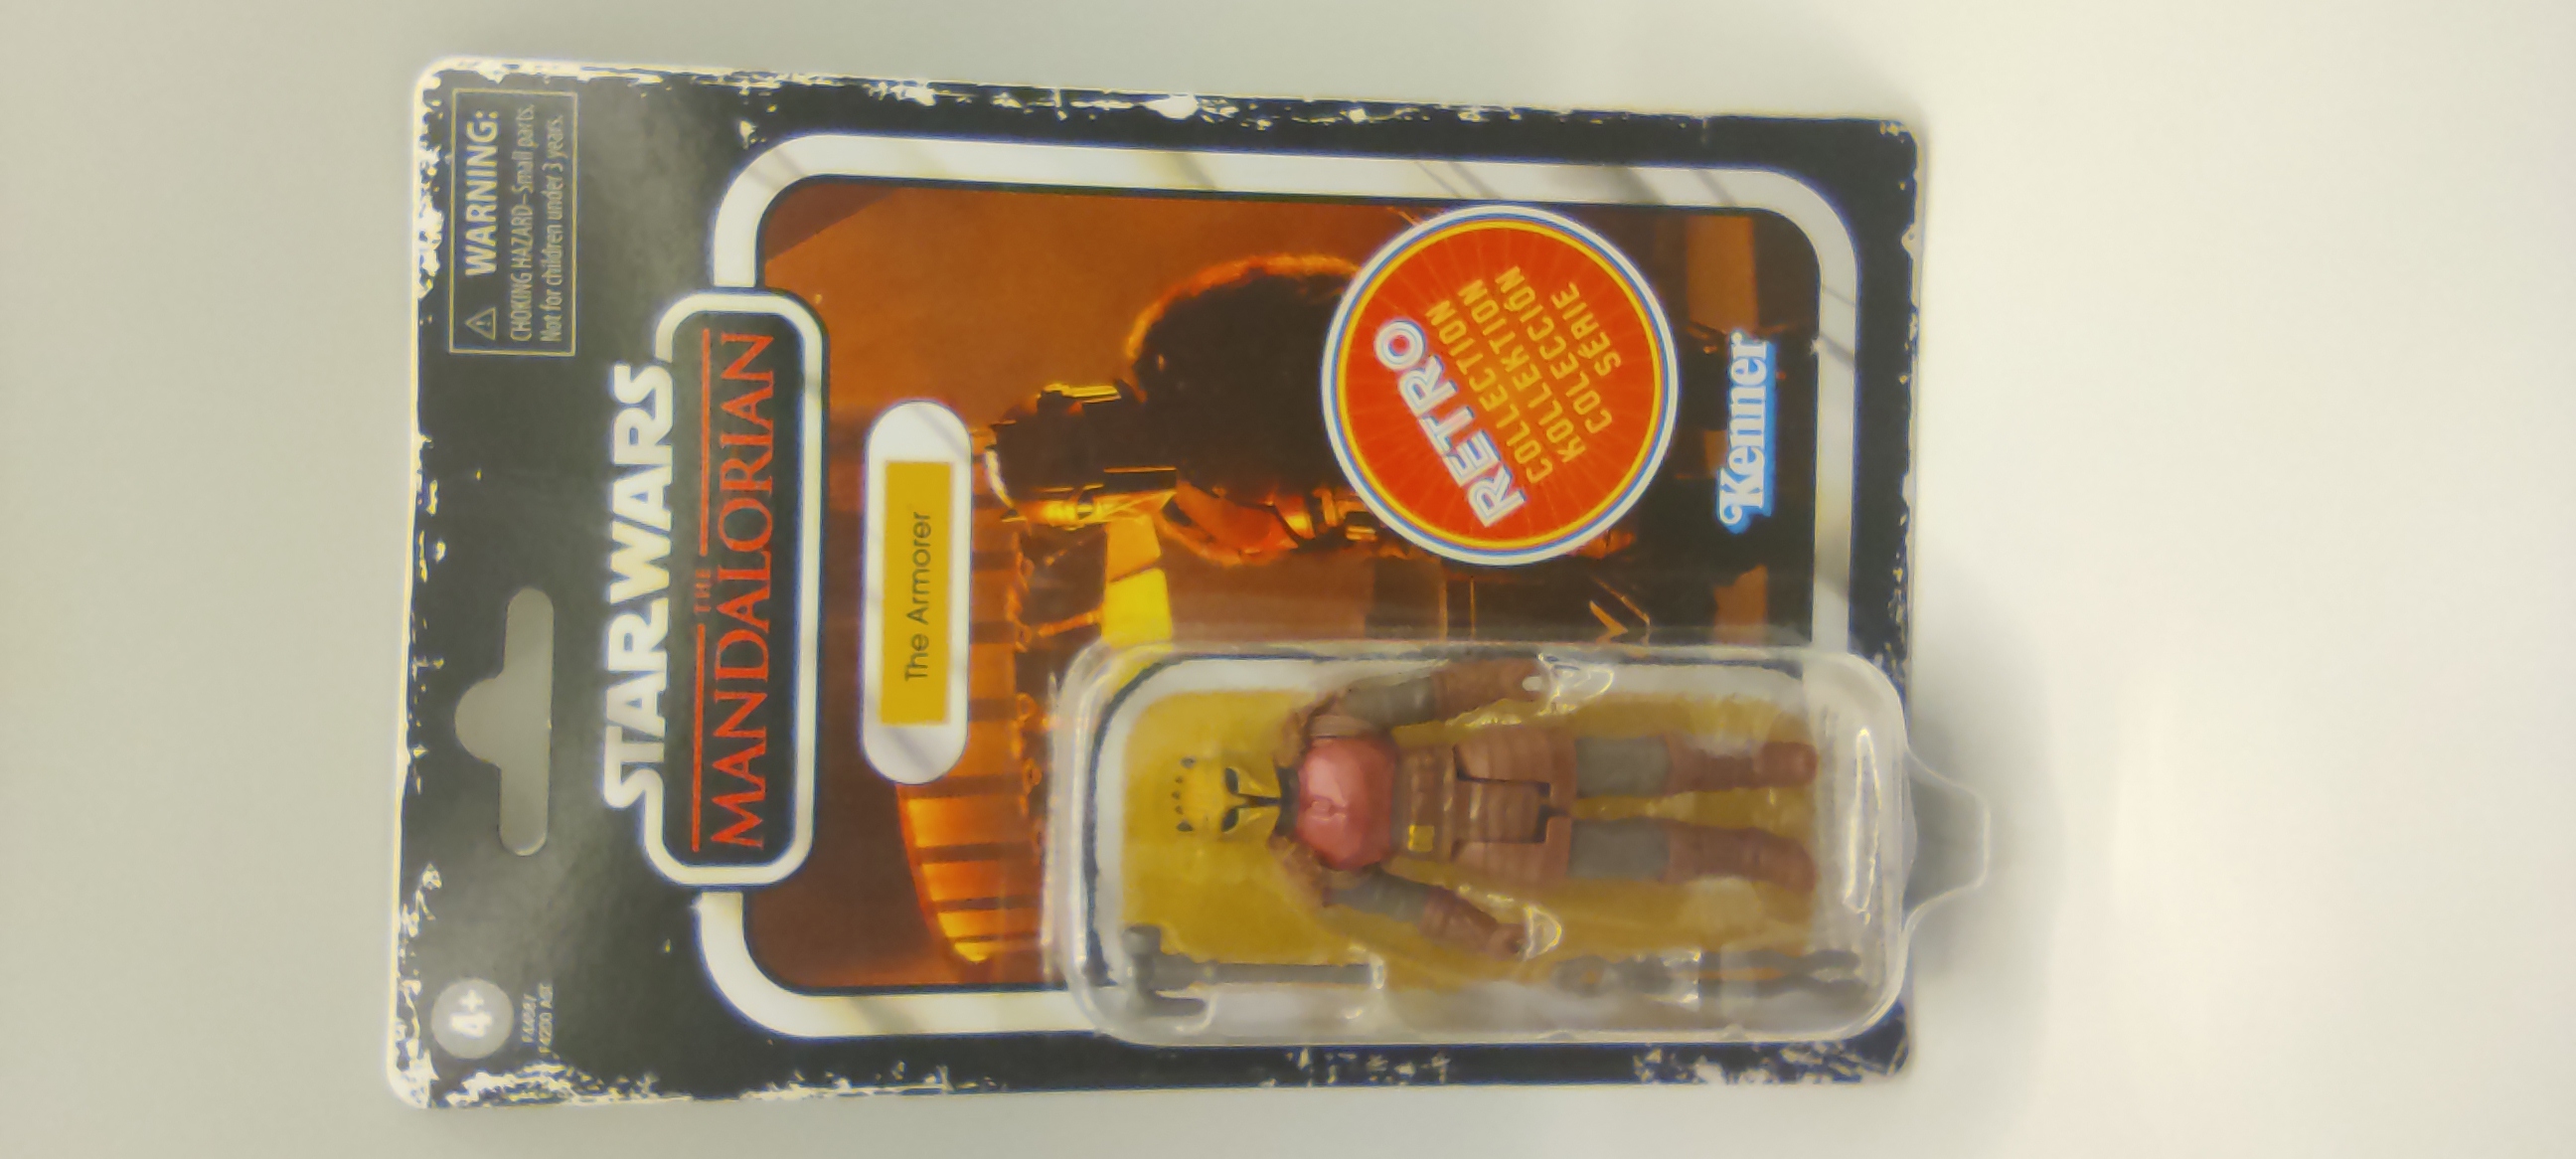 ⚠ WARNING:
CHOKING HAZARD–Small parts.
Not for children under 3 years.
4+
STAR WARS
THE
MANDALORIAN
The Armorer
RETRO
COLLECTION
KOLLEKTION
COLECCIÓN
SÉRIE
Kenner